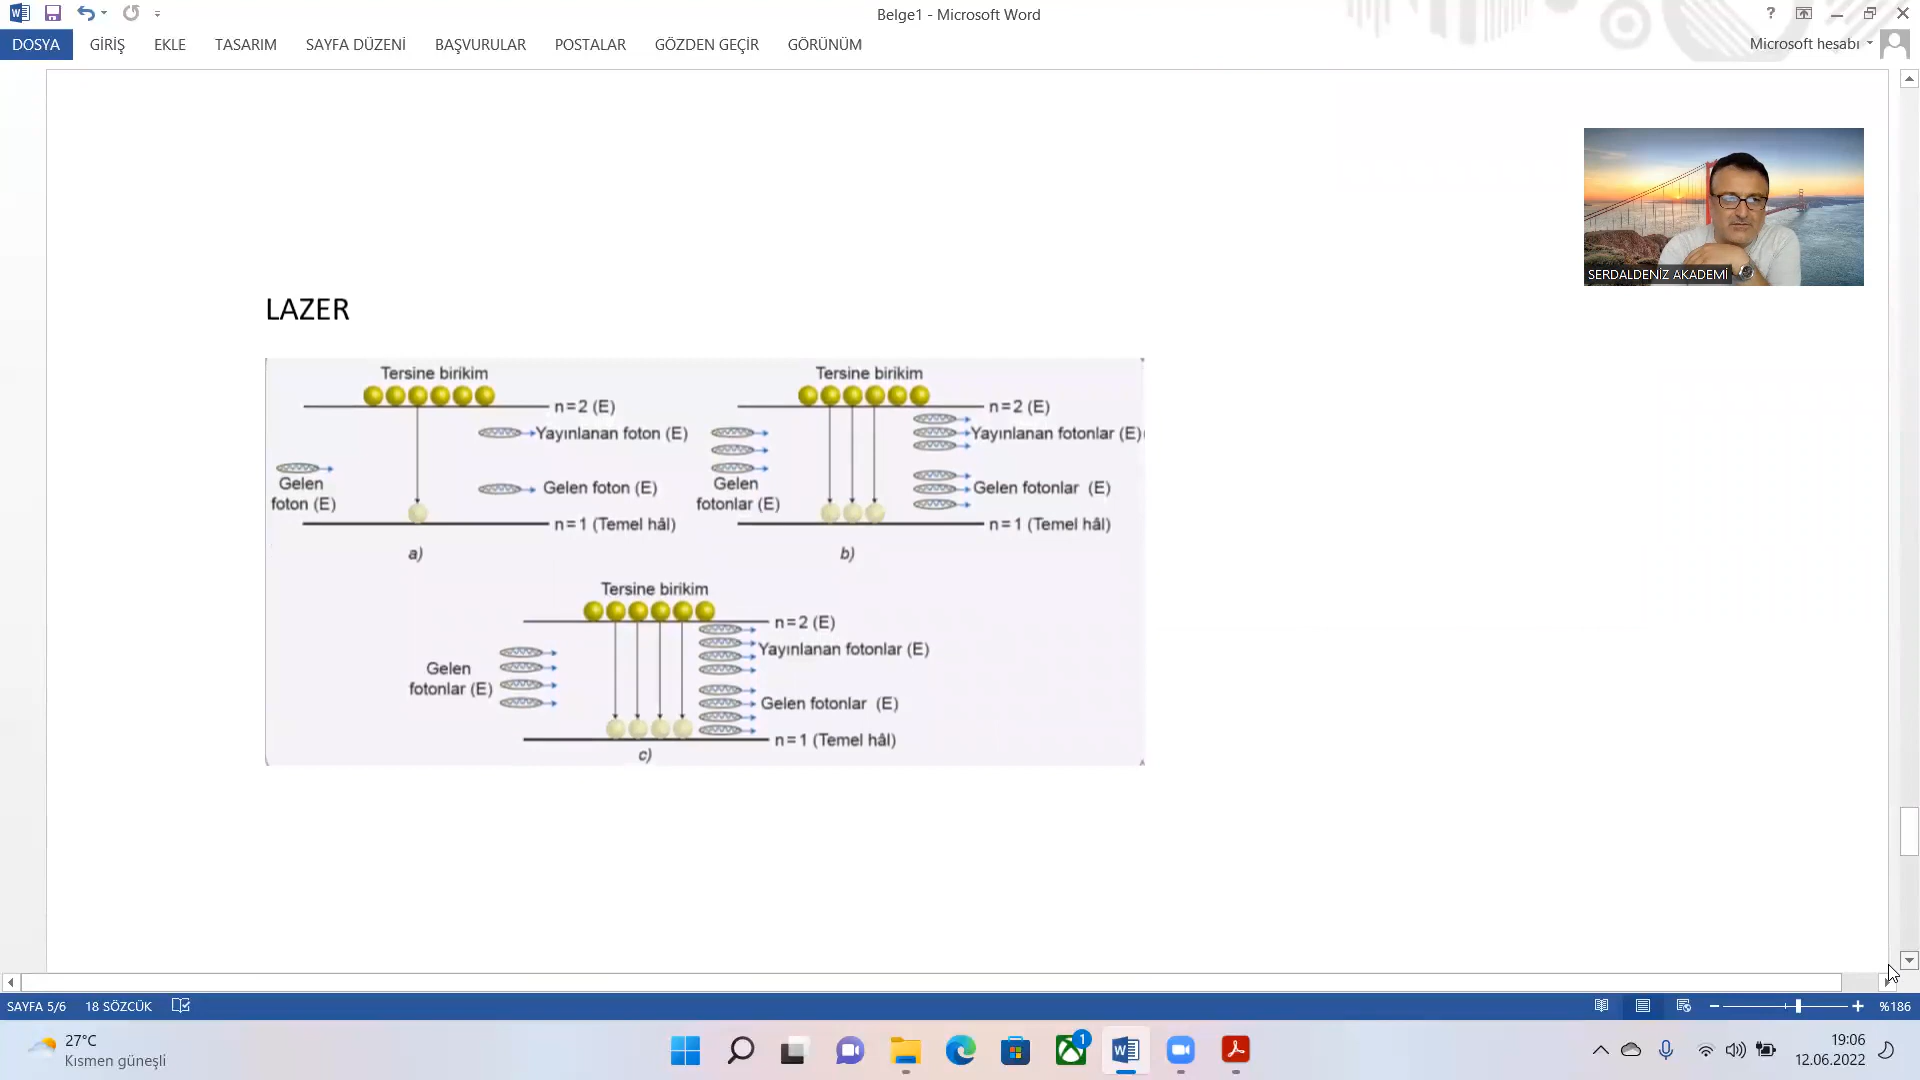 Belge1 - Microsoft Word
DOSYA GİRİŞ EKLE TASARIM SAYFA DÜZENİ BAŞVURULAR POSTALAR GÖZDEN GEÇİR GÖRÜNÜM
Microsoft hesabı
SERDALDENİZ AKADEMİ
LAZER
Tersine birikim
n=2 (E)
Yayınlanan foton (E)
Gelen
foton (E)
Gelen foton (E)
n=1 (Temel hâl)
a)
Tersine birikim
n=2 (E)
Yayınlanan fotonlar (E)
Gelen
fotonlar (E)
Gelen fotonlar (E)
n=1 (Temel hâl)
b)
Tersine birikim
n=2 (E)
Yayınlanan fotonlar (E)
Gelen
fotonlar (E)
Gelen fotonlar (E)
n=1 (Temel hâl)
c)
SAYFA 5/6 18 SÖZCÜK
%186
27°C
Kısmen güneşli
1
19:06
12.06.2022